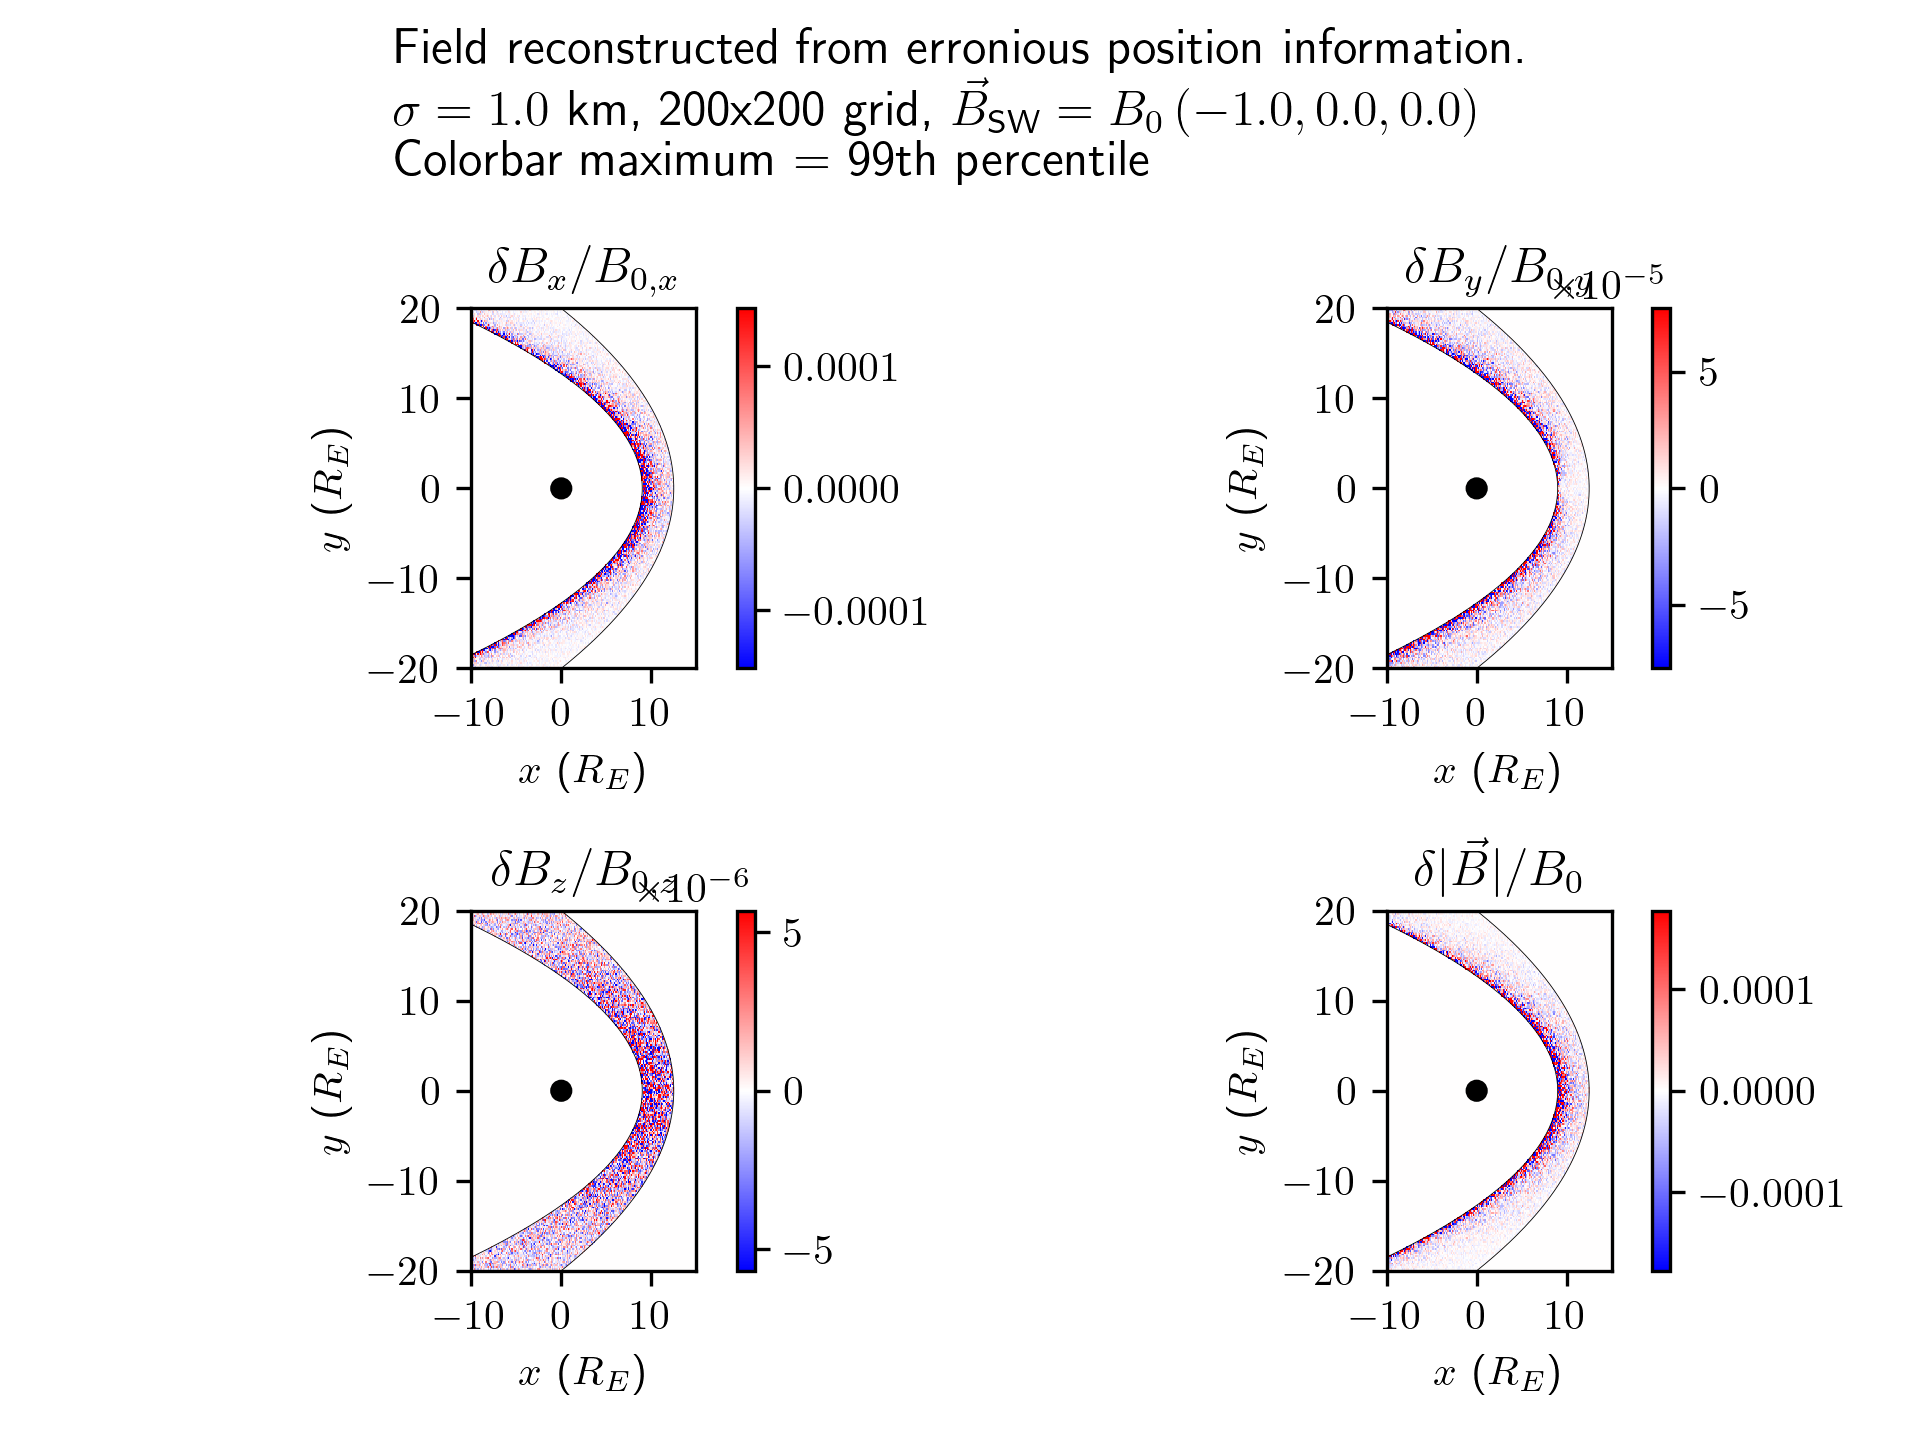 Field reconstructed from erronious position information.
σ = 1.0 km, 200x200 grid, B⃗_SW = B_0 (−1.0, 0.0, 0.0)
Colorbar maximum = 99th percentile
δB_x/B_{0,x}
20
10
0
−10
−20
y (R_E)
−10 0 10
x (R_E)
0.0001
0.0000
−0.0001
δB_y/B_{0,y}
×10^{−5}
20
10
0
−10
−20
y (R_E)
−10 0 10
x (R_E)
5
0
−5
δB_z/B_{0,z}
×10^{−6}
20
10
0
−10
−20
y (R_E)
−10 0 10
x (R_E)
5
0
−5
δ|B⃗|/B_0
20
10
0
−10
−20
y (R_E)
−10 0 10
x (R_E)
0.0001
0.0000
−0.0001